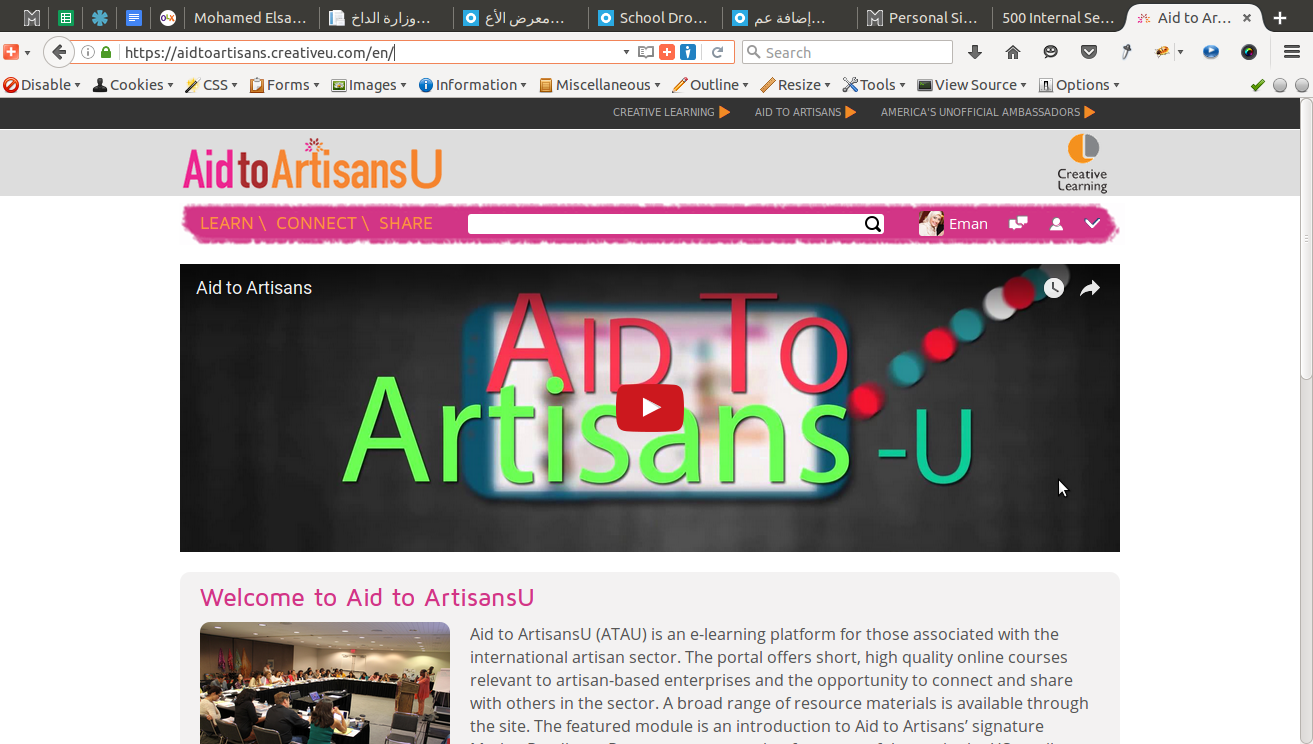 Mohamed Elsa...
وزارة الداخ...
معرض الأع...
School Dro...
إضافة عم...
Personal Si...
500 Internal Se...
Aid to Ar...
https://aidtoartisans.creativeu.com/en/
Search
Disable
Cookies
CSS
Forms
Images
Information
Miscellaneous
Outline
Resize
Tools
View Source
Options
CREATIVE LEARNING
AID TO ARTISANS
AMERICA'S UNOFFICIAL AMBASSADORS
Aid to Artisans U
Creative
Learning
LEARN \ CONNECT \ SHARE
Eman
Aid to Artisans
AID TO
Artisans -U
Welcome to Aid to ArtisansU
Aid to ArtisansU (ATAU) is an e-learning platform for those associated with the
international artisan sector. The portal offers short, high quality online courses
relevant to artisan-based enterprises and the opportunity to connect and share
with others in the sector. A broad range of resource materials is available through
the site. The featured module is an introduction to Aid to Artisans’ signature